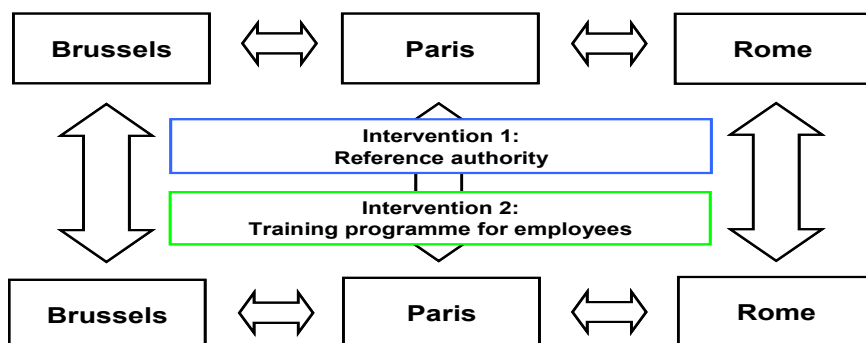 Brussels
Paris
Rome
Intervention 1:
Reference authority
Intervention 2:
Training programme for employees
Brussels
Paris
Rome